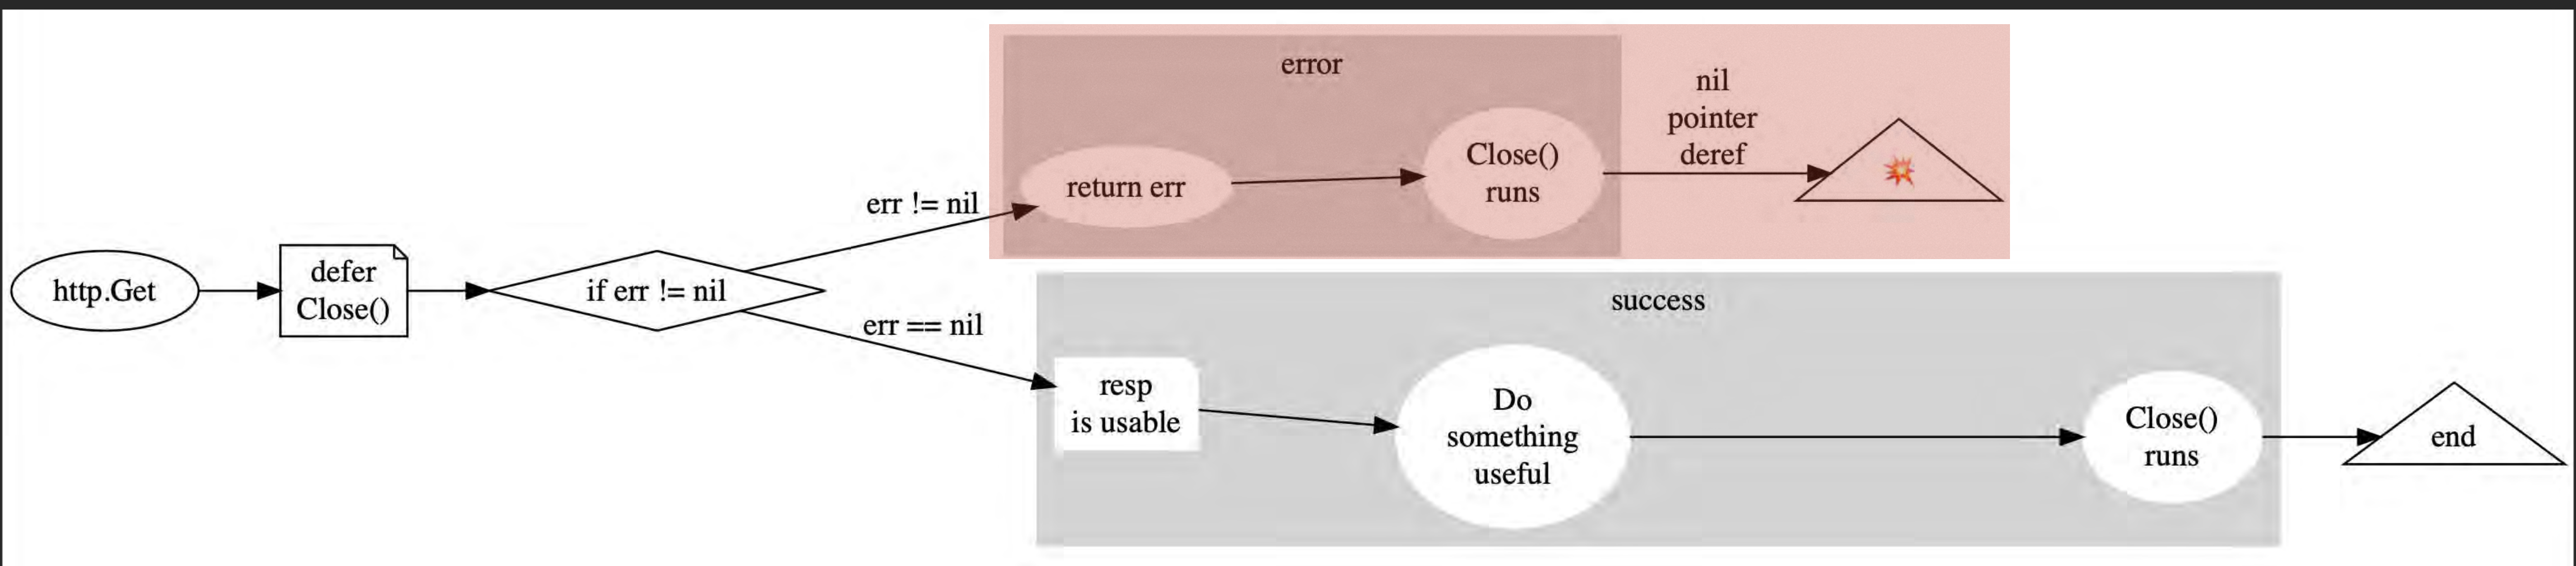 error
nil
pointer
deref
return err
Close()
runs
err != nil
http.Get
defer
Close()
if err != nil
err == nil
success
resp
is usable
Do
something
useful
Close()
runs
end